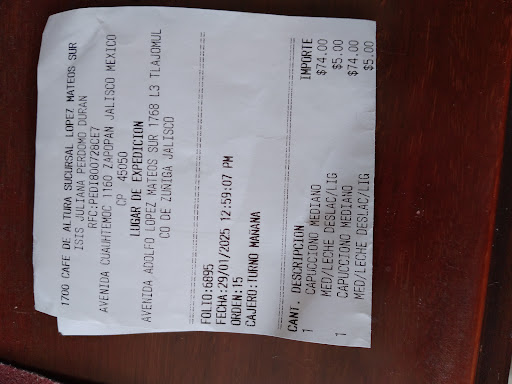 1700 CAFE DE ALTURA SUCURSAL LOPEZ MATEOS SUR
ISIS JULIANA PERDOMO DURAN
RFC:PEDI800728CE7
AVENIDA CUAUHTEMOC 1160 ZAPOPAN JALISCO MEXICO
CP 45050
LUGAR DE EXPEDICION
AVENIDA ADOLFO LOPEZ MATEOS SUR 1768 L3 TLAJOMUL
CO DE ZUÑIGA JALISCO
FOLIO:6895
FECHA:29/01/2025 12:59:07 PM
ORDEN:15
CAJERO:TURNO MAÑANA
CANT. DESCRIPCION IMPORTE
1 CAPUCCIONO MEDIANO $74.00
MED/LECHE DESLAC/LIG $5.00
1 CAPUCCIONO MEDIANO $74.00
MED/LECHE DESLAC/LIG $5.00